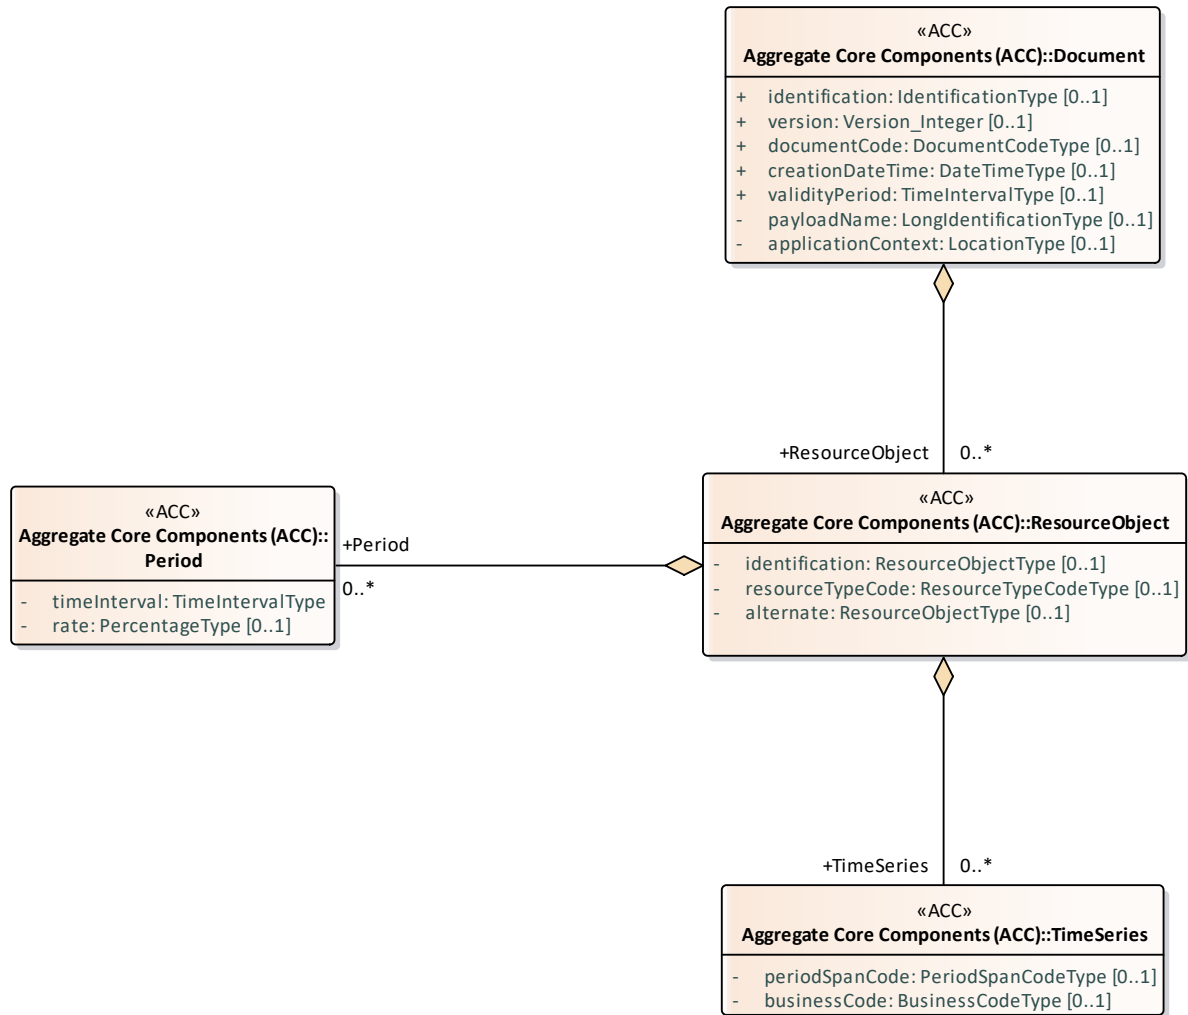 «ACC»
Aggregate Core Components (ACC)::Document
+ identification: IdentificationType [0..1]
+ version: Version_Integer [0..1]
+ documentCode: DocumentCodeType [0..1]
+ creationDateTime: DateTimeType [0..1]
+ validityPeriod: TimeIntervalType [0..1]
- payloadName: LongIdentificationType [0..1]
- applicationContext: LocationType [0..1]
+ResourceObject 0..*
«ACC»
Aggregate Core Components (ACC)::
Period
- timeInterval: TimeIntervalType
- rate: PercentageType [0..1]
+Period
0..*
«ACC»
Aggregate Core Components (ACC)::ResourceObject
- identification: ResourceObjectType [0..1]
- resourceTypeCode: ResourceTypeCodeType [0..1]
- alternate: ResourceObjectType [0..1]
+TimeSeries 0..*
«ACC»
Aggregate Core Components (ACC)::TimeSeries
- periodSpanCode: PeriodSpanCodeType [0..1]
- businessCode: BusinessCodeType [0..1]